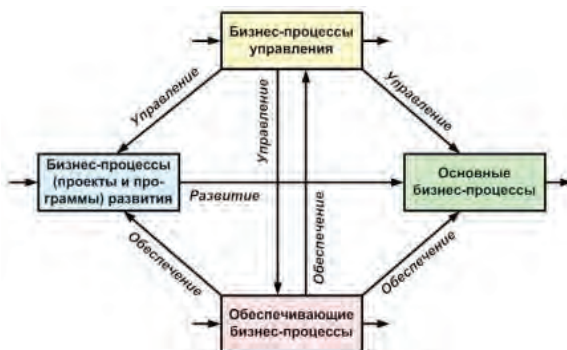 Бизнес-процессы
управления
Управление
Управление
Управление
Бизнес-процессы
(проекты и про-
граммы) развития
Развитие
Основные
бизнес-процессы
Обеспечение
Обеспечение
Обеспечение
Обеспечивающие
бизнес-процессы